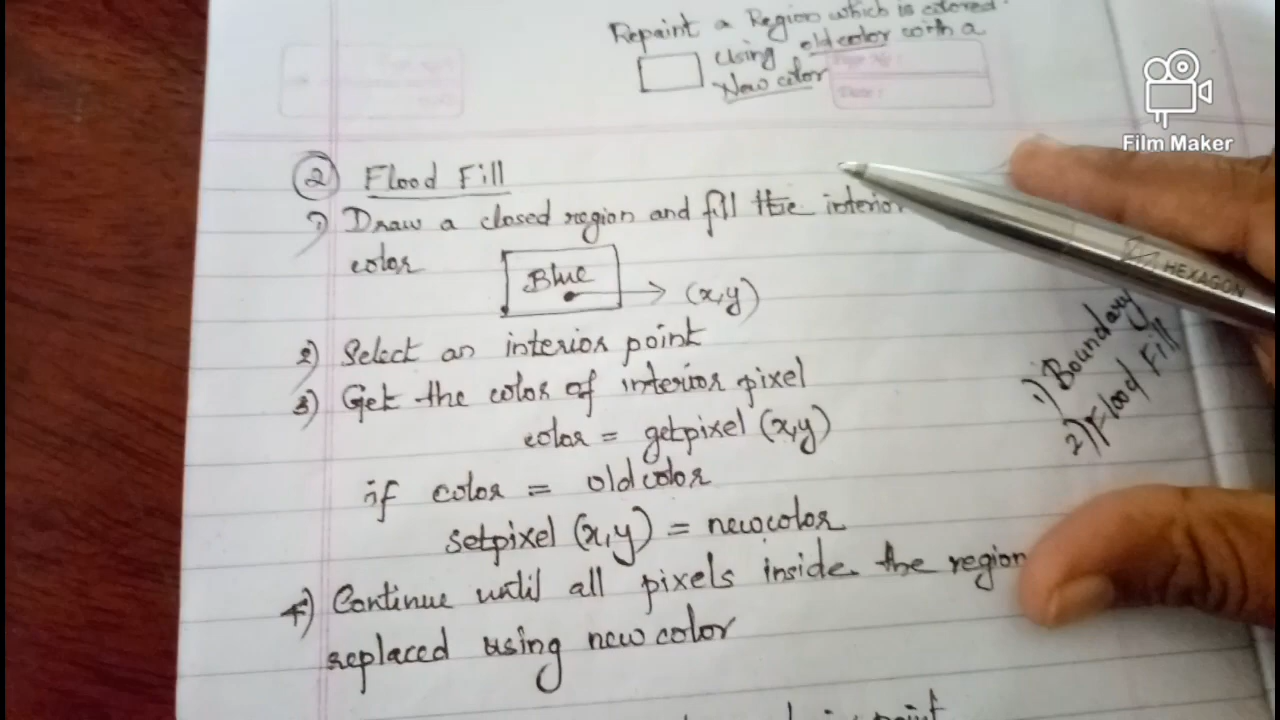 Repaint a Region which is colored
using old color with a
New color
Film Maker
② Flood Fill
1) Draw a closed region and fill the interior
color
Blue
(x,y)
2) Select an interior point
3) Get the color of interior pixel
color = getpixel (x,y)
if color = old color
setpixel (x,y) = newcolor
4) Continue until all pixels inside the region
replaced using new color
1) Boundary
2) Flood Fill
HEXAGON
point